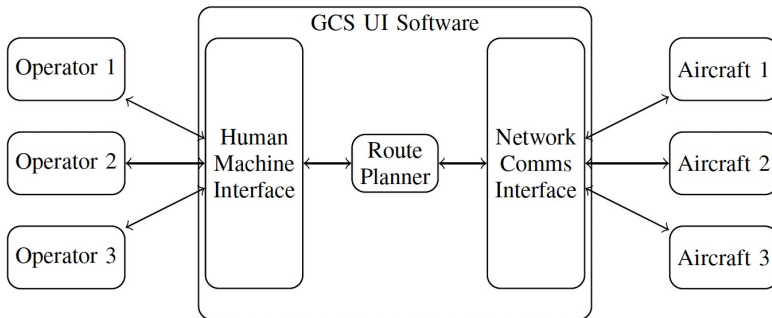 GCS UI Software
Operator 1
Operator 2
Operator 3
Human
Machine
Interface
Route
Planner
Network
Comms
Interface
Aircraft 1
Aircraft 2
Aircraft 3